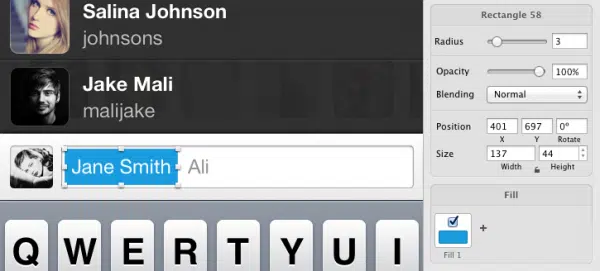 Salina Johnson
johnsons
Jake Mali
malijake
Jane Smith Ali
Q W E R T Y U I
Rectangle 58
Radius 3
Opacity 100%
Blending Normal
Position 401 697 0°
X Y Rotate
Size 137 44
Width Height
Fill
+
Fill 1